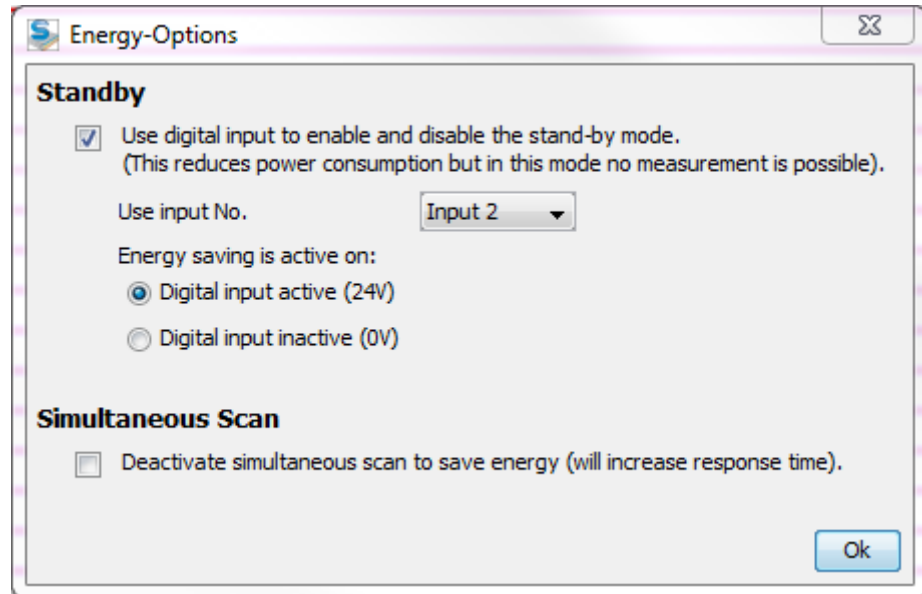 Energy-Options
Standby
Use digital input to enable and disable the stand-by mode.
(This reduces power consumption but in this mode no measurement is possible).
Use input No. Input 2
Energy saving is active on:
Digital input active (24V)
Digital input inactive (0V)
Simultaneous Scan
Deactivate simultaneous scan to save energy (will increase response time).
Ok